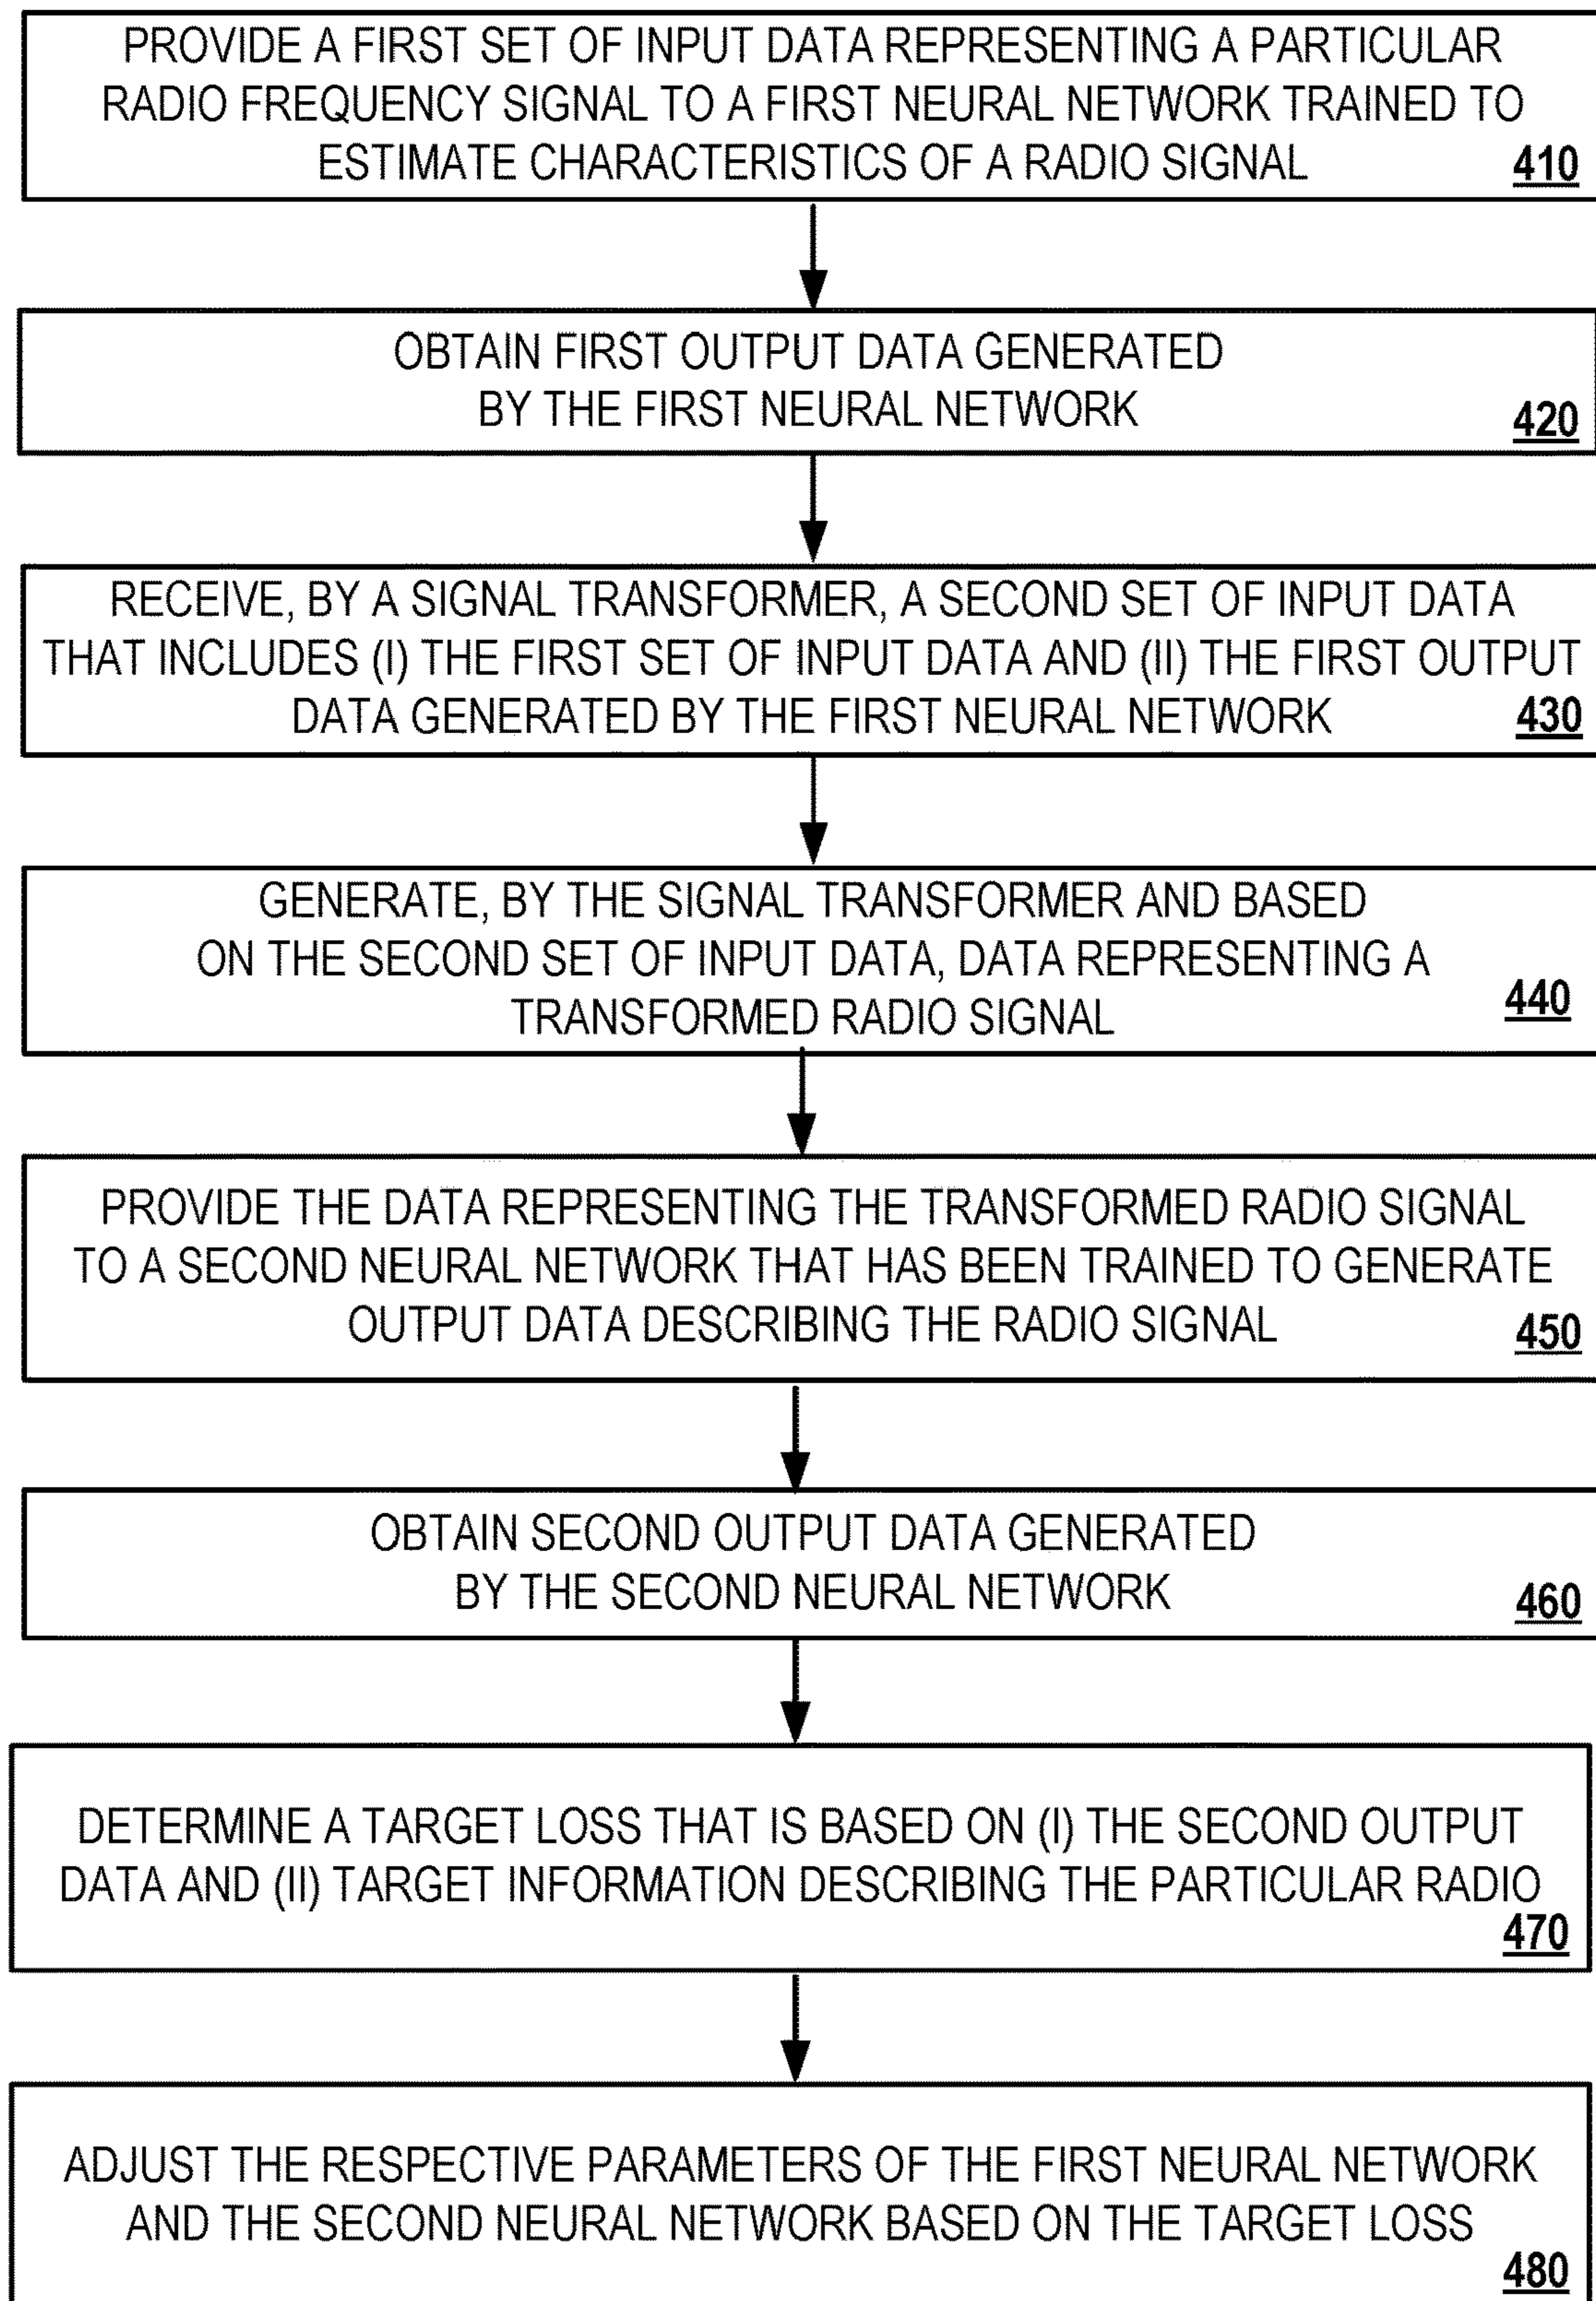 PROVIDE A FIRST SET OF INPUT DATA REPRESENTING A PARTICULAR
RADIO FREQUENCY SIGNAL TO A FIRST NEURAL NETWORK TRAINED TO
ESTIMATE CHARACTERISTICS OF A RADIO SIGNAL 410
OBTAIN FIRST OUTPUT DATA GENERATED
BY THE FIRST NEURAL NETWORK 420
RECEIVE, BY A SIGNAL TRANSFORMER, A SECOND SET OF INPUT DATA
THAT INCLUDES (I) THE FIRST SET OF INPUT DATA AND (II) THE FIRST OUTPUT
DATA GENERATED BY THE FIRST NEURAL NETWORK 430
GENERATE, BY THE SIGNAL TRANSFORMER AND BASED
ON THE SECOND SET OF INPUT DATA, DATA REPRESENTING A
TRANSFORMED RADIO SIGNAL 440
PROVIDE THE DATA REPRESENTING THE TRANSFORMED RADIO SIGNAL
TO A SECOND NEURAL NETWORK THAT HAS BEEN TRAINED TO GENERATE
OUTPUT DATA DESCRIBING THE RADIO SIGNAL 450
OBTAIN SECOND OUTPUT DATA GENERATED
BY THE SECOND NEURAL NETWORK 460
DETERMINE A TARGET LOSS THAT IS BASED ON (I) THE SECOND OUTPUT
DATA AND (II) TARGET INFORMATION DESCRIBING THE PARTICULAR RADIO
470
ADJUST THE RESPECTIVE PARAMETERS OF THE FIRST NEURAL NETWORK
AND THE SECOND NEURAL NETWORK BASED ON THE TARGET LOSS
480